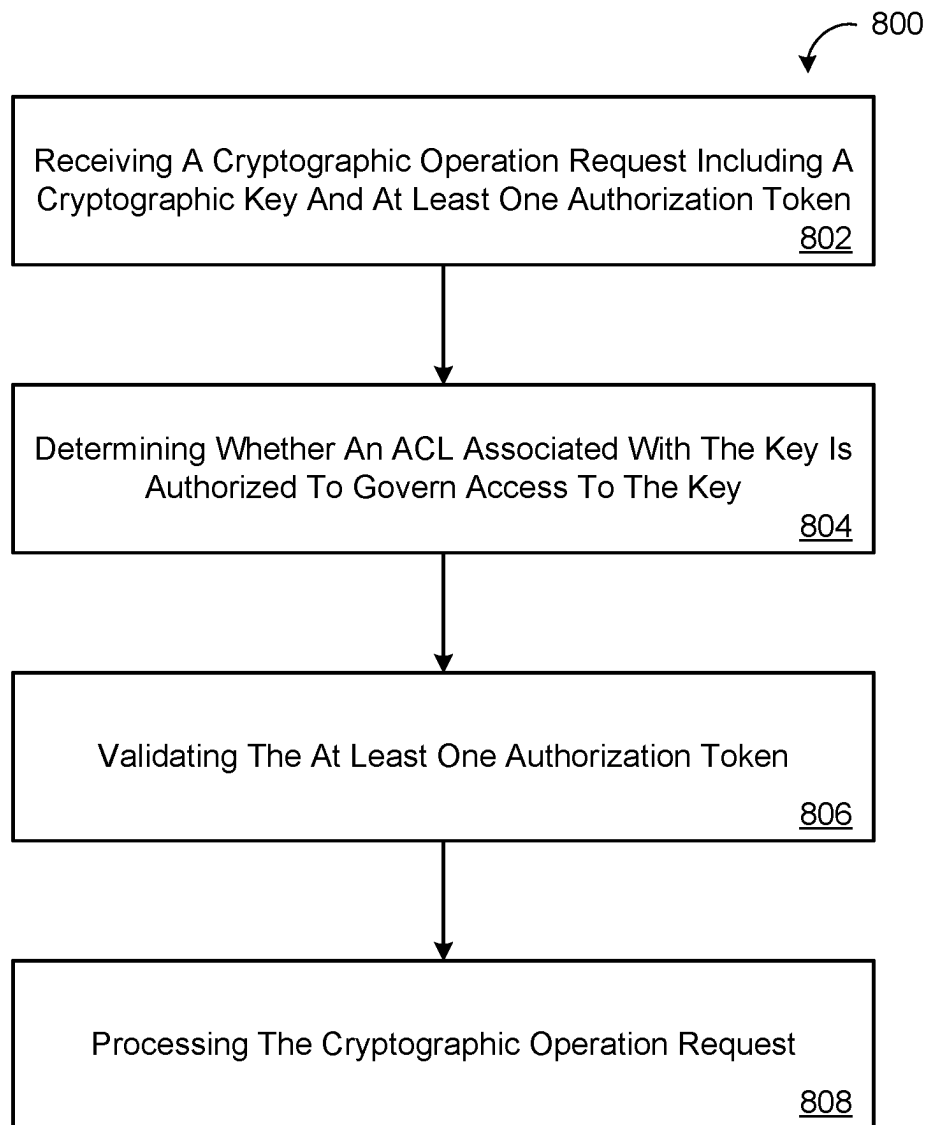 800
Receiving A Cryptographic Operation Request Including A
Cryptographic Key And At Least One Authorization Token
802
Determining Whether An ACL Associated With The Key Is
Authorized To Govern Access To The Key
804
Validating The At Least One Authorization Token
806
Processing The Cryptographic Operation Request
808